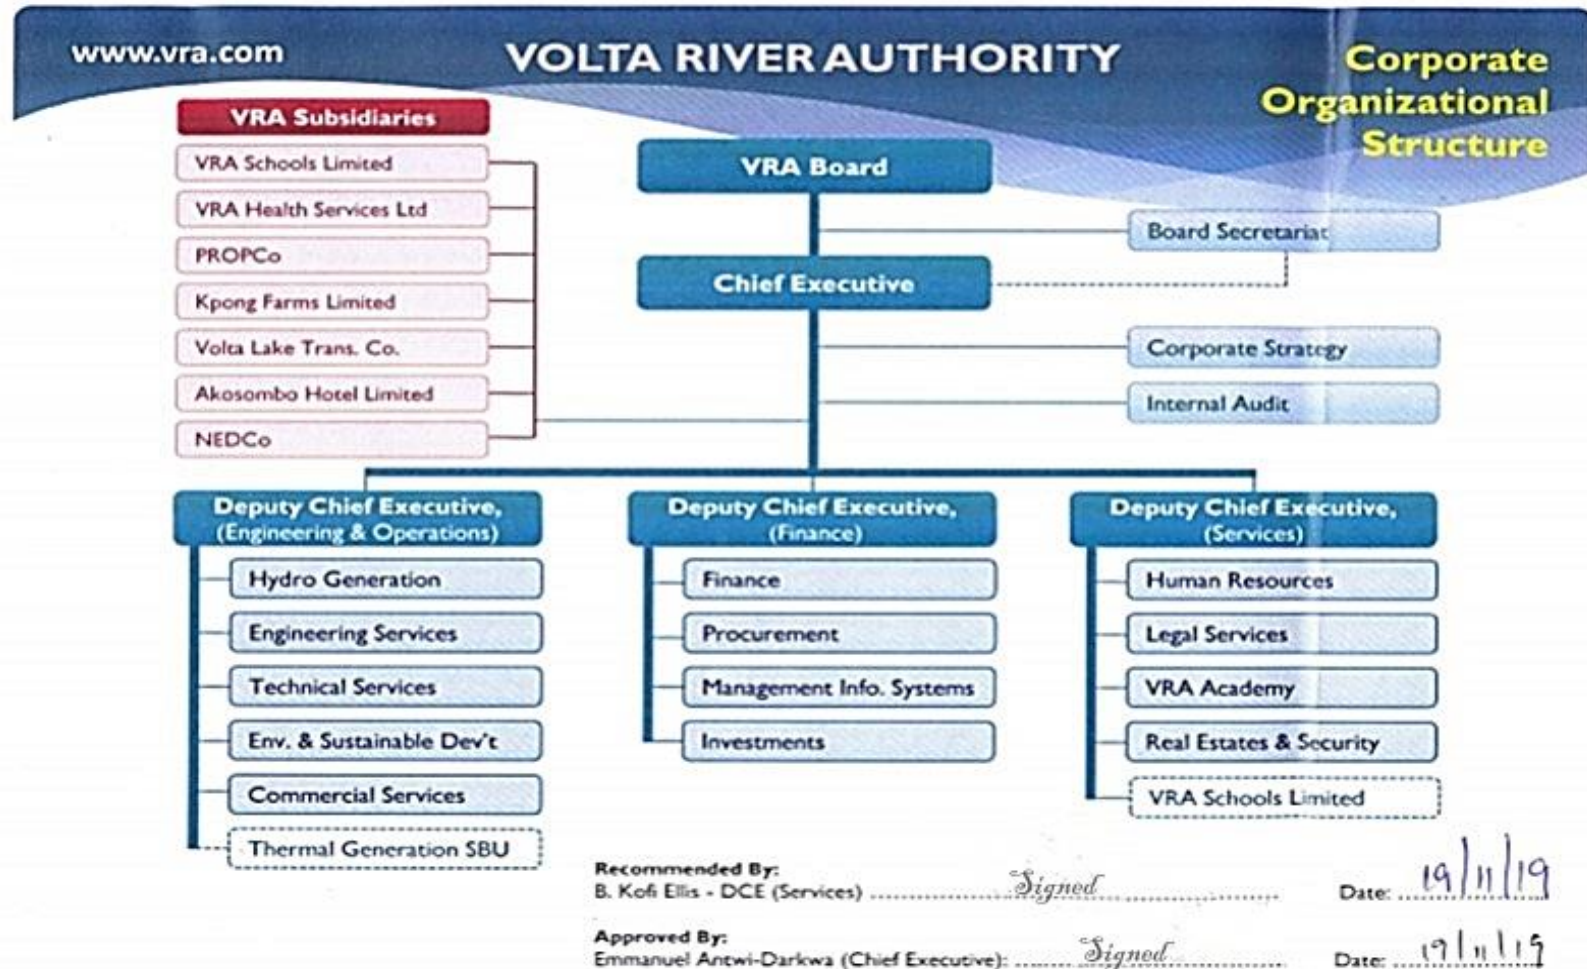 www.vra.com
VOLTA RIVER AUTHORITY
Corporate
Organizational
Structure
VRA Subsidiaries
VRA Schools Limited
VRA Health Services Ltd
PROPCo
Kpong Farms Limited
Volta Lake Trans. Co.
Akosombo Hotel Limited
NEDCo
VRA Board
Board Secretariat
Chief Executive
Corporate Strategy
Internal Audit
Deputy Chief Executive,
(Engineering & Operations)
Hydro Generation
Engineering Services
Technical Services
Env. & Sustainable Dev't
Commercial Services
Thermal Generation SBU
Deputy Chief Executive,
(Finance)
Finance
Procurement
Management Info. Systems
Investments
Deputy Chief Executive,
(Services)
Human Resources
Legal Services
VRA Academy
Real Estates & Security
VRA Schools Limited
Recommended By:
B. Kofi Ellis - DCE (Services) ........ Signed ........ Date: 19/11/19
Approved By:
Emmanuel Antwi-Darkwa (Chief Executive): ........ Signed ........ Date: 19/11/19